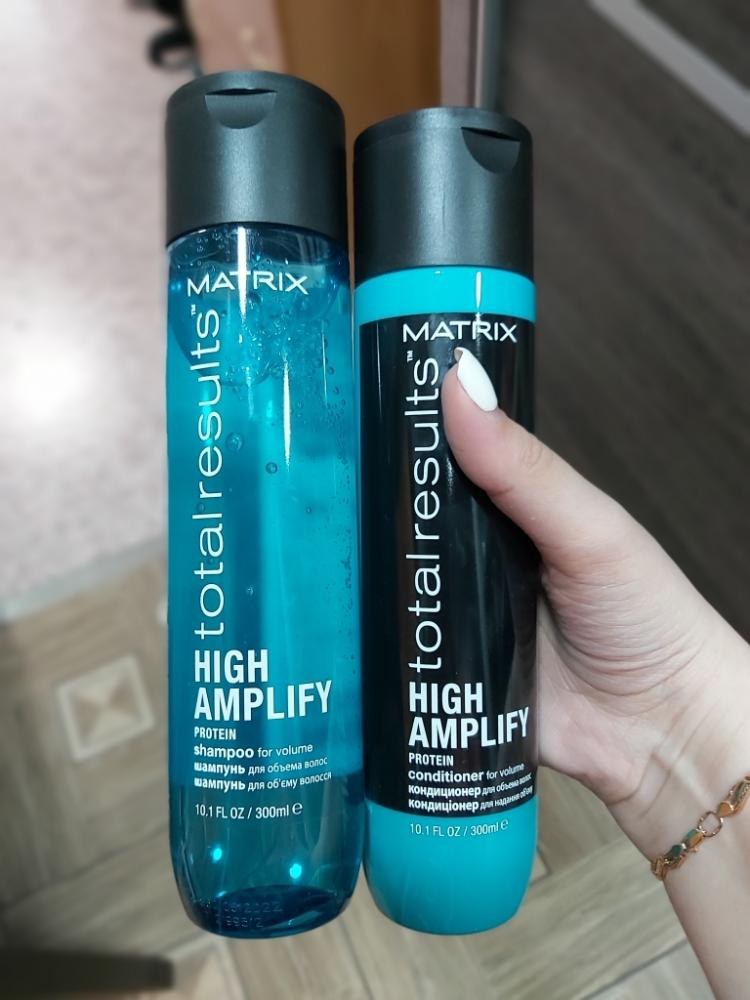 MATRIX
total results™
HIGH
AMPLIFY
PROTEIN
shampoo for volume
шампунь для объема волос
шампунь для об'єму волосся
10.1 FL OZ / 300ml e
MATRIX
total results™
HIGH
AMPLIFY
PROTEIN
conditioner for volume
кондиционер для объема волос
кондиціонер для надання об'єму
10.1 FL OZ / 300ml e